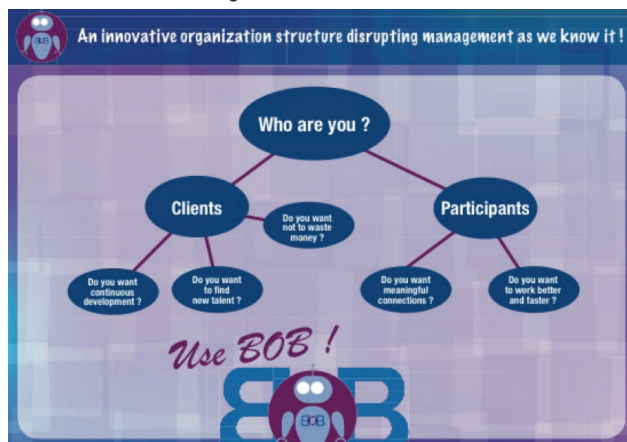 An innovative organization structure disrupting management as we know it !
Who are you ?
Clients
Participants
Do you want
not to waste
money ?
Do you want
continuous
development ?
Do you want
to find
new talent ?
Do you want
meaningful
connections ?
Do you want
to work better
and faster ?
Use BOB !
BOB
BOB
BOB